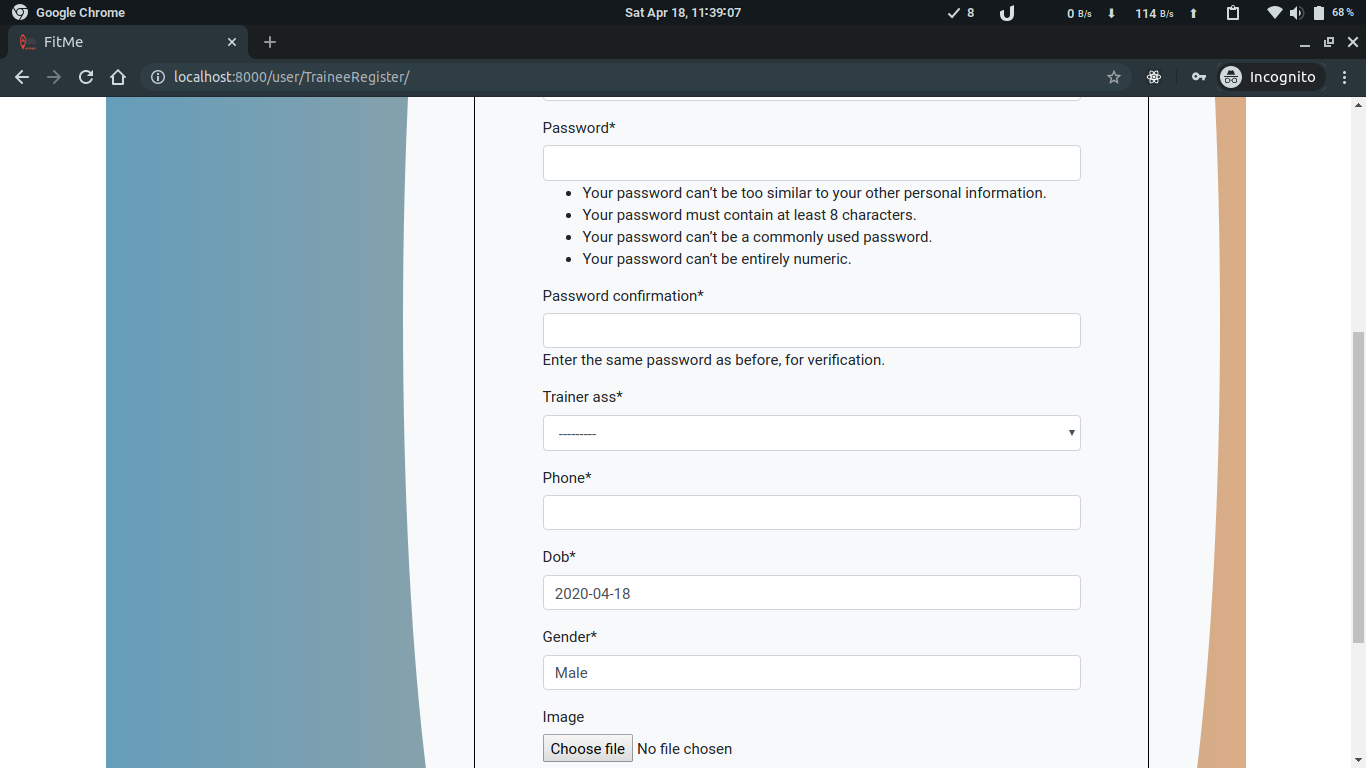 Google Chrome
Sat Apr 18, 11:39:07
8
0 B/s
114 B/s
68 %
FitMe
localhost:8000/user/TraineeRegister/
Incognito
Password*
Your password can’t be too similar to your other personal information.
Your password must contain at least 8 characters.
Your password can’t be a commonly used password.
Your password can’t be entirely numeric.
Password confirmation*
Enter the same password as before, for verification.
Trainer ass*
---------
Phone*
Dob*
2020-04-18
Gender*
Male
Image
Choose file No file chosen